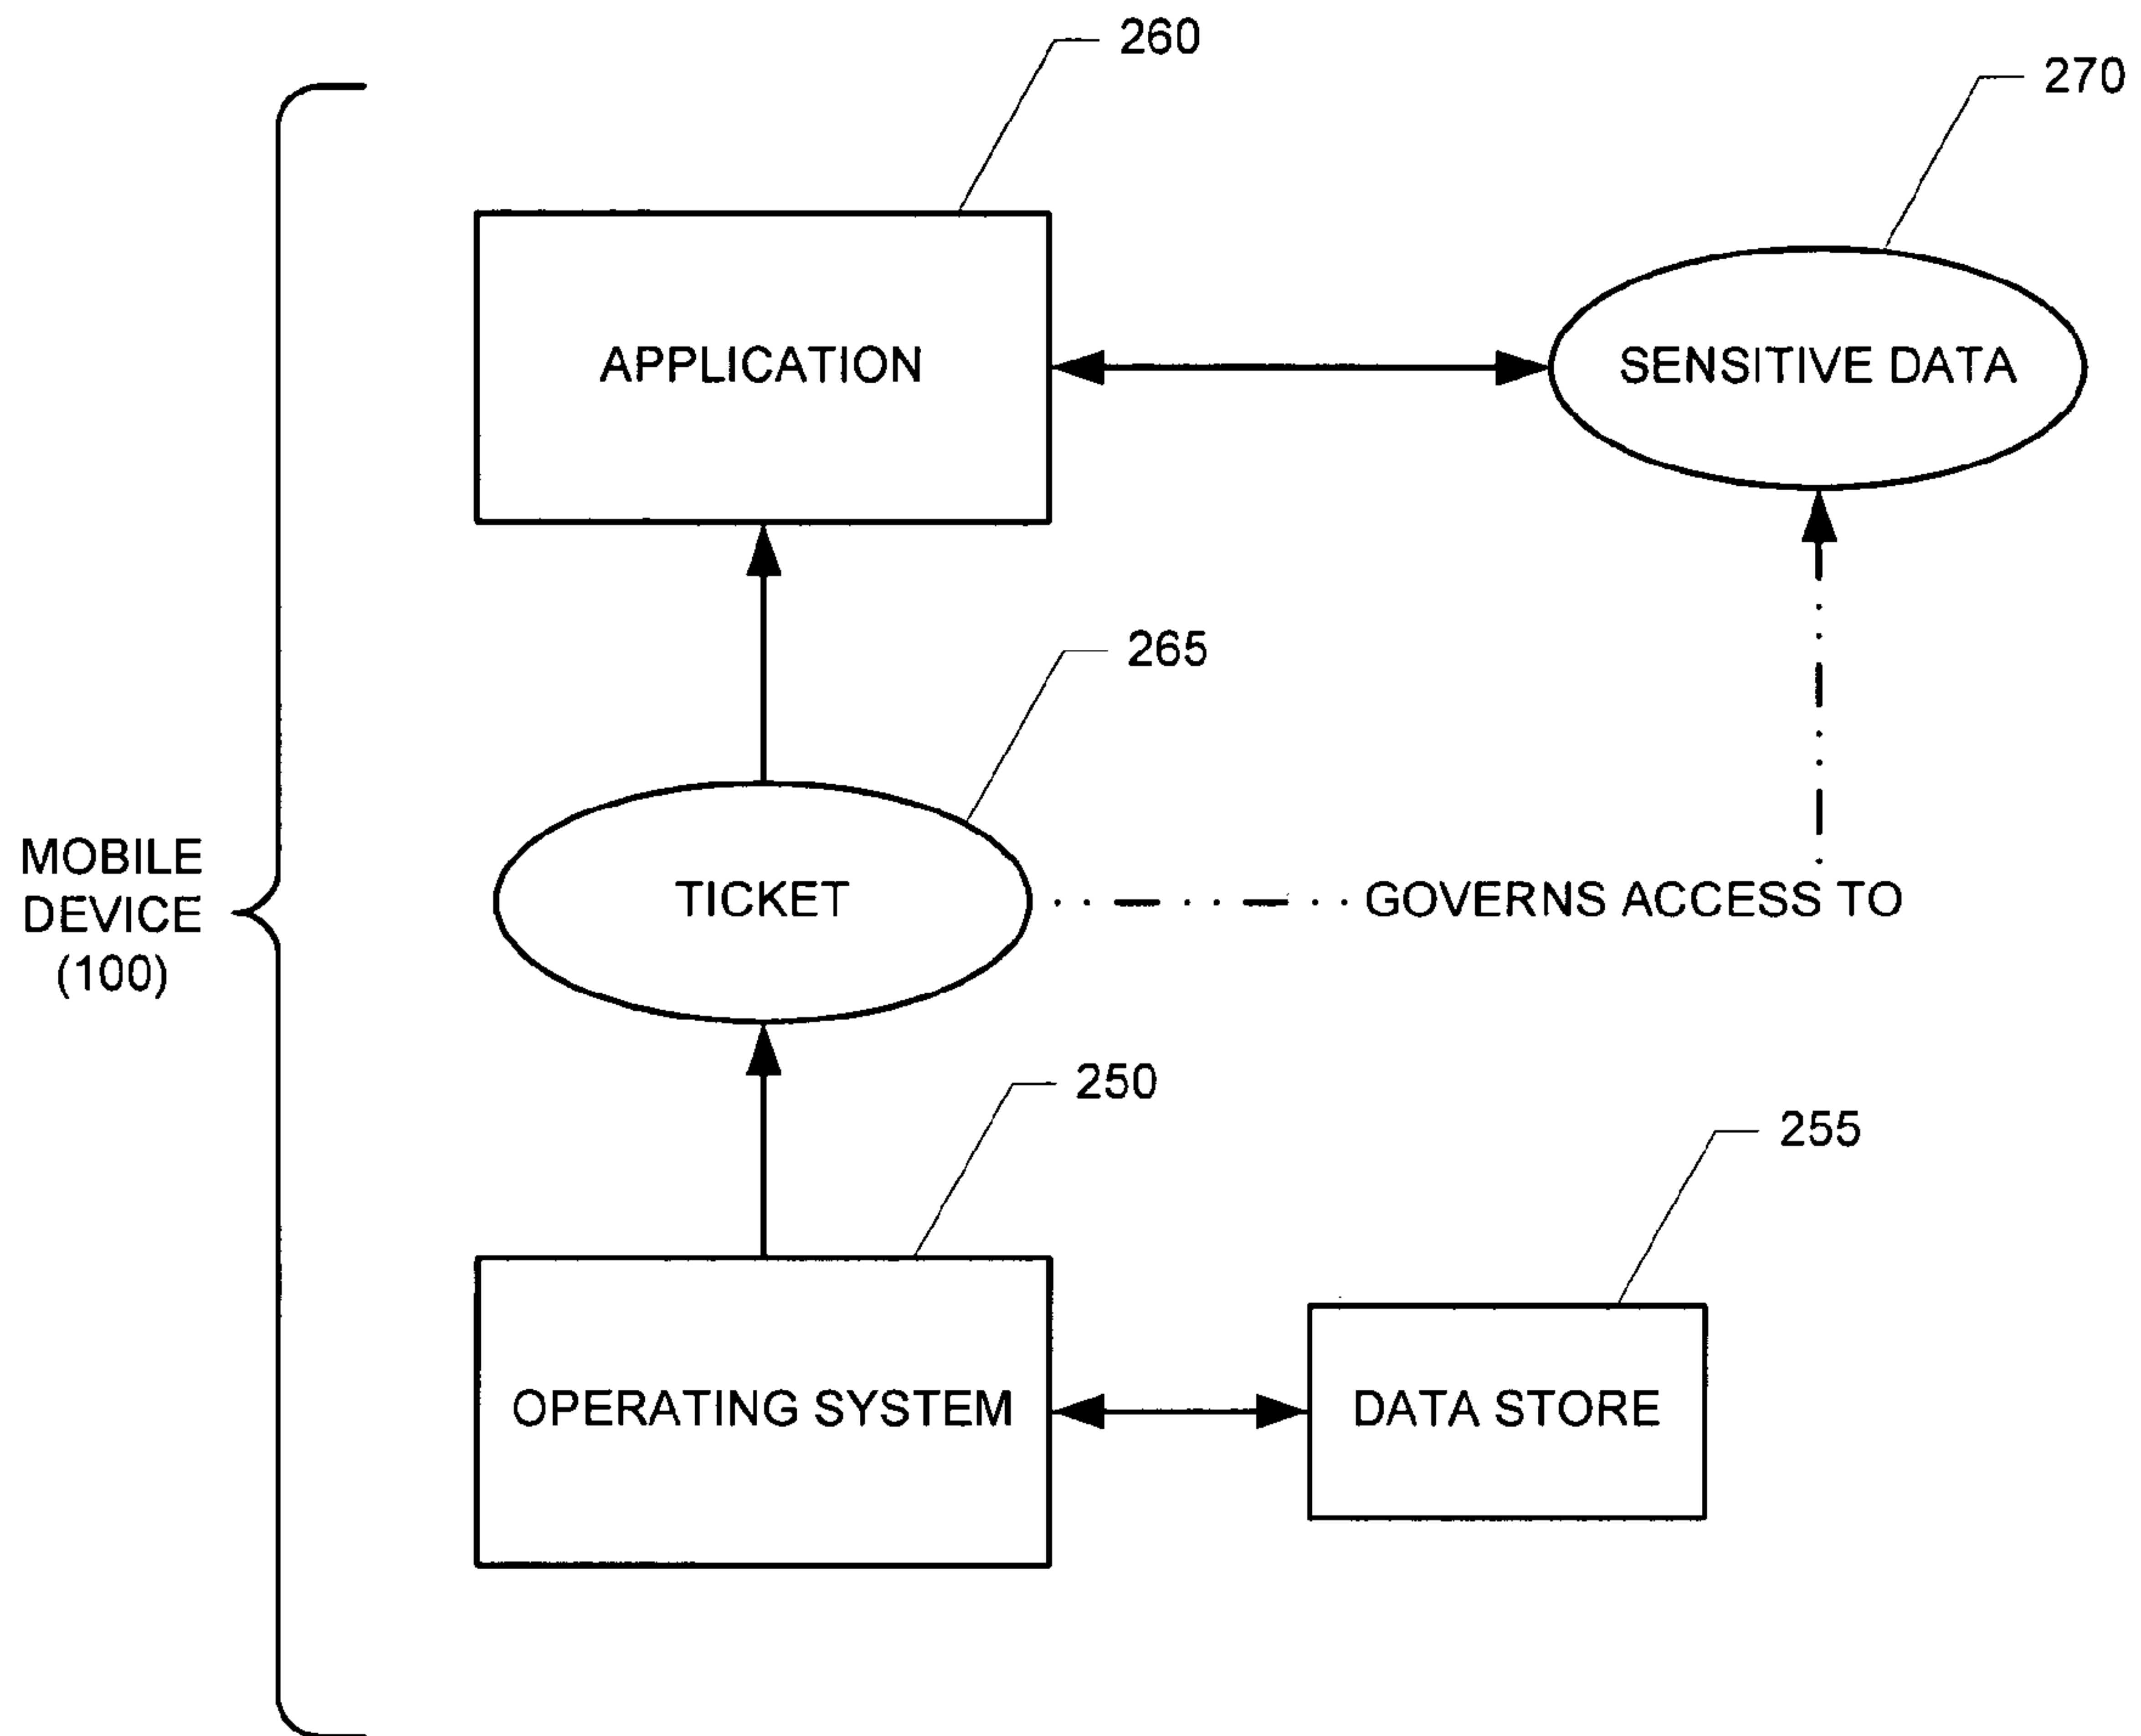 260
270
APPLICATION
SENSITIVE DATA
265
MOBILE
DEVICE
(100)
TICKET
GOVERNS ACCESS TO
250
255
OPERATING SYSTEM
DATA STORE